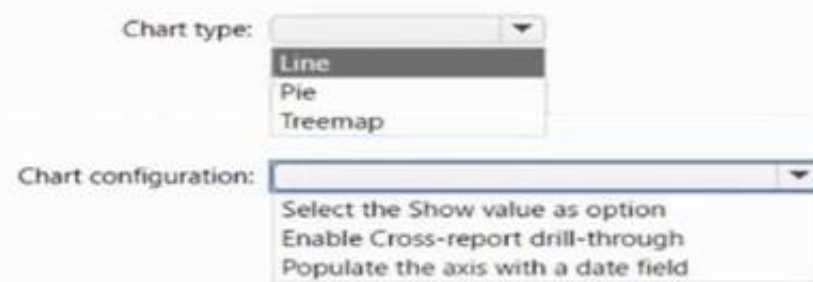 Chart type:
Line
Pie
Treemap
Chart configuration:
Select the Show value as option
Enable Cross-report drill-through
Populate the axis with a date field